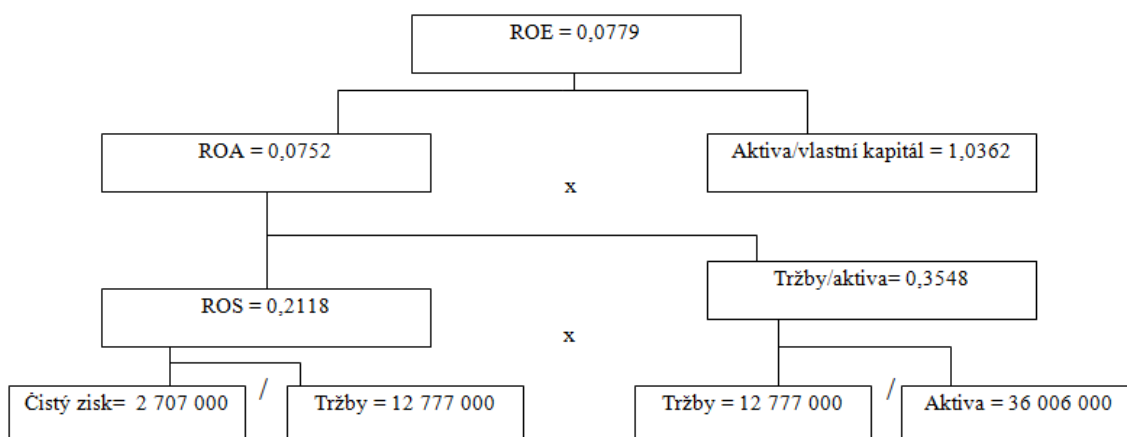 ROE = 0,0779
ROA = 0,0752
Aktiva/vlastní kapitál = 1,0362
x
Tržby/aktiva= 0,3548
ROS = 0,2118
x
Čistý zisk=  2 707 000
/
Tržby = 12 777 000
Tržby = 12 777 000
/
Aktiva = 36 006 000